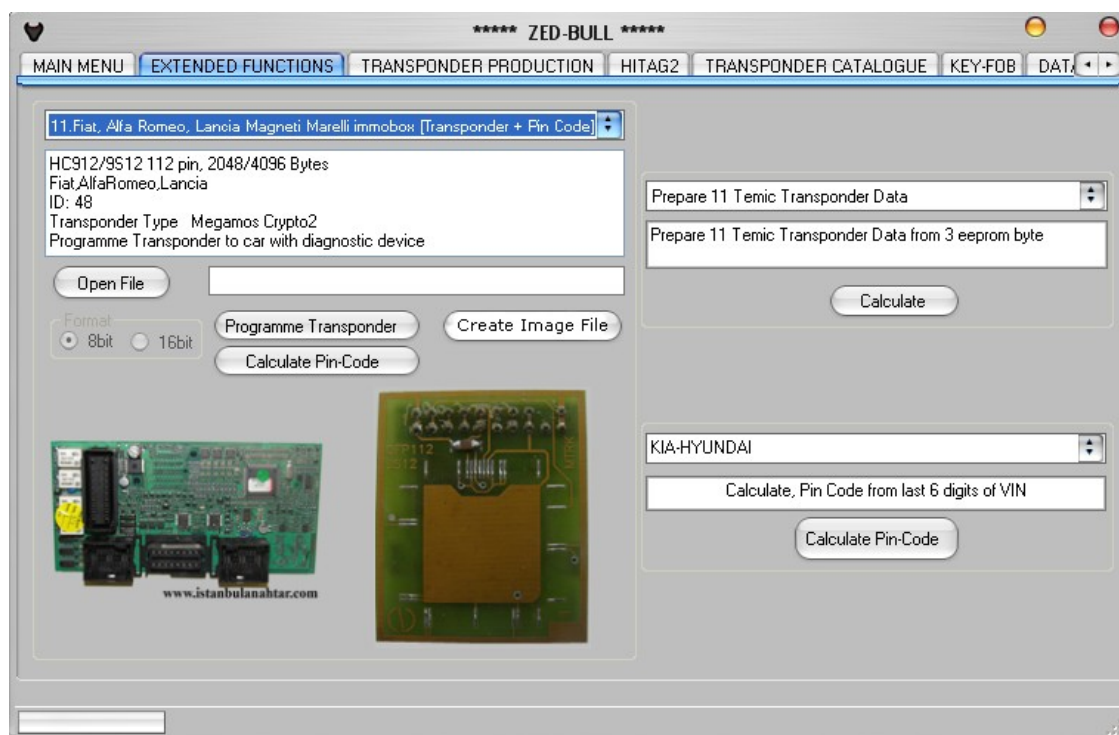 ***** ZED-BULL *****
MAIN MENU
EXTENDED FUNCTIONS
TRANSPONDER PRODUCTION
HITAG2
TRANSPONDER CATALOGUE
KEY-FOB
DATA
11.Fiat, Alfa Romeo, Lancia Magneti Marelli immobox [Transponder + Pin Code]
HC912/9S12 112 pin, 2048/4096 Bytes
Fiat,AlfaRomeo,Lancia
ID: 48
Transponder Type Megamos Crypto2
Programme Transponder to car with diagnostic device
Open File
Format
8bit
16bit
Programme Transponder
Create Image File
Calculate Pin-Code
www.istanbulanahtar.com
MTRK
Prepare 11 Temic Transponder Data
Prepare 11 Temic Transponder Data from 3 eeprom byte
Calculate
KIA-HYUNDAI
Calculate, Pin Code from last 6 digits of VIN
Calculate Pin-Code